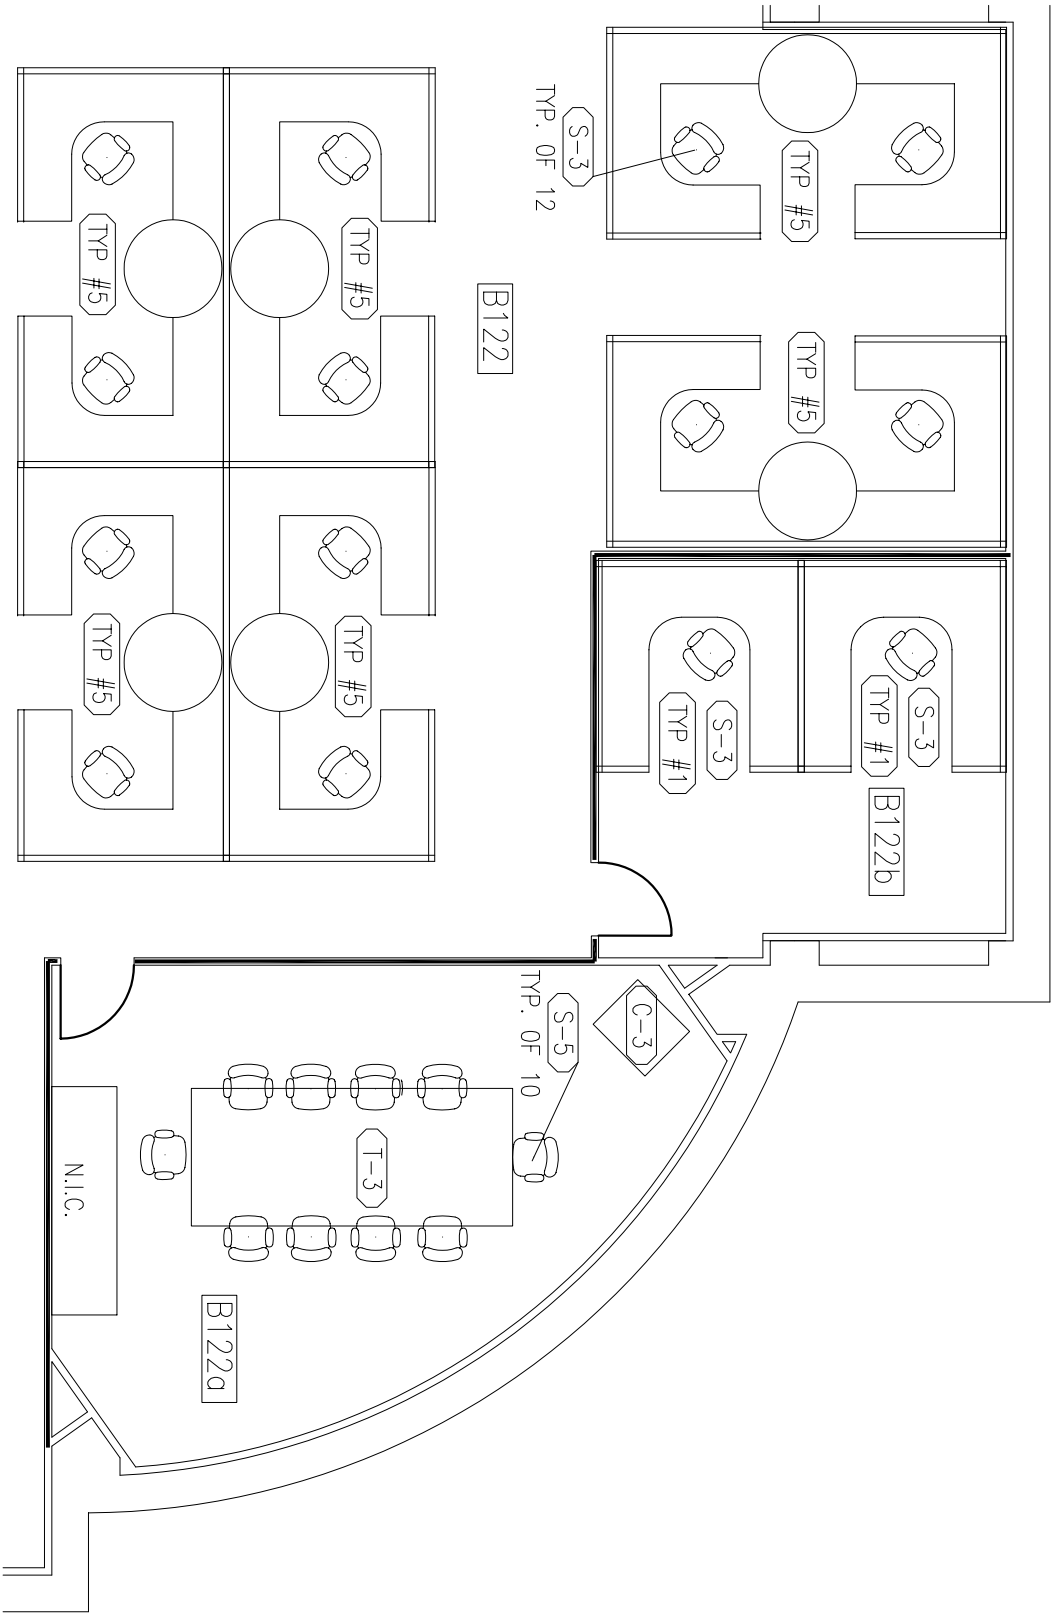 S-3
TYP. OF 12
TYP #5
TYP #5
TYP #5
TYP #5
TYP #5
TYP #5
B122
S-3
TYP #1
S-3
TYP #1
B122b
C-3
S-5
TYP. OF 10
T-3
N.I.C.
B122a